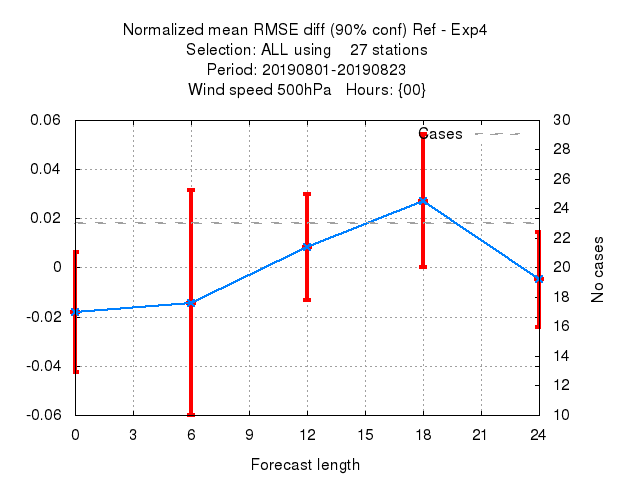 Normalized mean RMSE diff (90% conf) Ref - Exp4
Selection: ALL using    27 stations
Period: 20190801-20190823
Wind speed 500hPa   Hours: {00}
Cases
0.06
0.04
0.02
0
-0.02
-0.04
-0.06
30
28
26
24
22
20
18
16
14
12
10
No cases
0 3 6 9 12 15 18 21 24
Forecast length